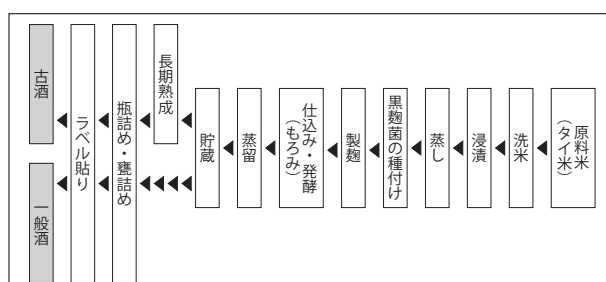 原料米
(タイ米)
洗米
浸漬
蒸し
黒麹菌の種付け
製麹
仕込み・発酵
(もろみ)
蒸留
貯蔵
長期熟成
瓶詰め・甕詰め
ラベル貼り
古酒
一般酒